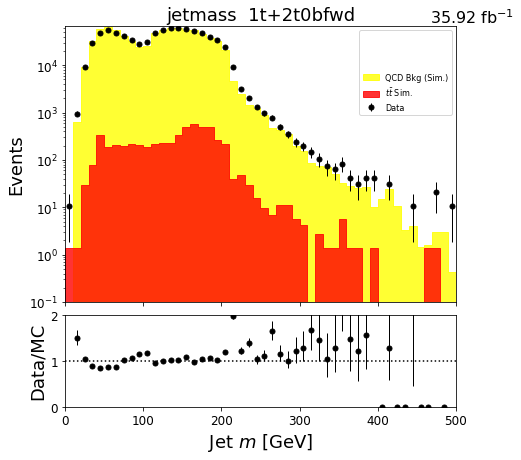 jetmass 1t+2t0bfwd
35.92 fb⁻¹
QCD Bkg (Sim.)
tt̄ Sim.
Data
Events
10⁴
10³
10²
10¹
10⁰
10⁻¹
Data/MC
2
1
0
0 100 200 300 400 500
Jet m [GeV]